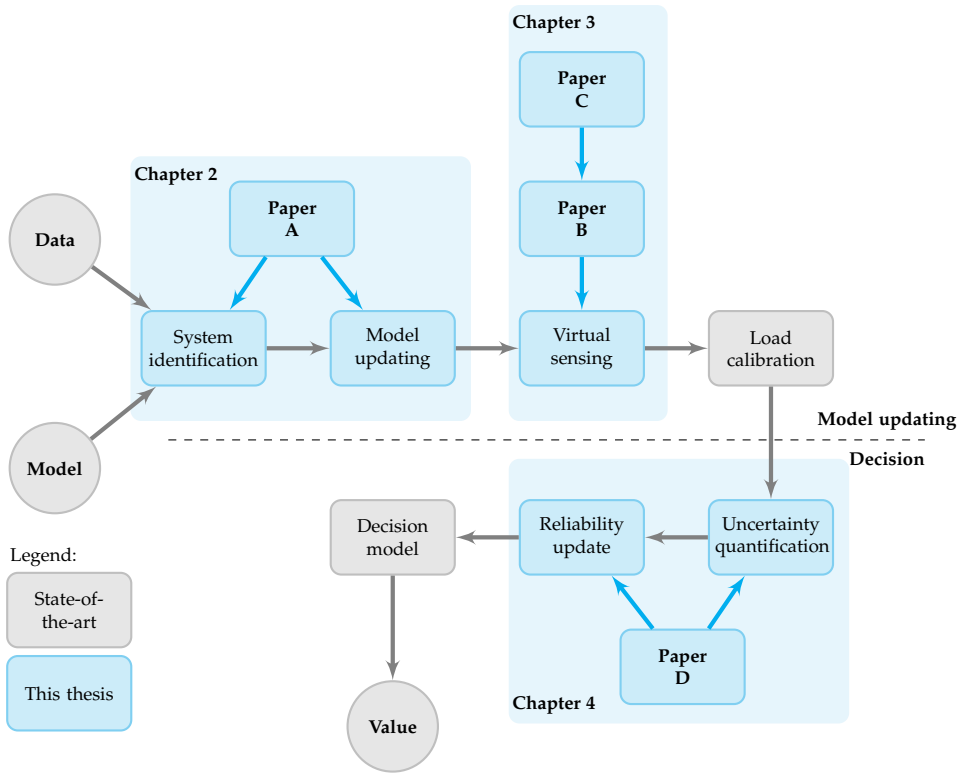 Chapter 3
Paper
C
Chapter 2
Paper
A
Paper
B
Data
System
identification
Model
updating
Virtual
sensing
Load
calibration
Model updating
Decision
Model
Decision
model
Reliability
update
Uncertainty
quantification
Legend:
State-of-
the-art
This thesis
Paper
D
Chapter 4
Value